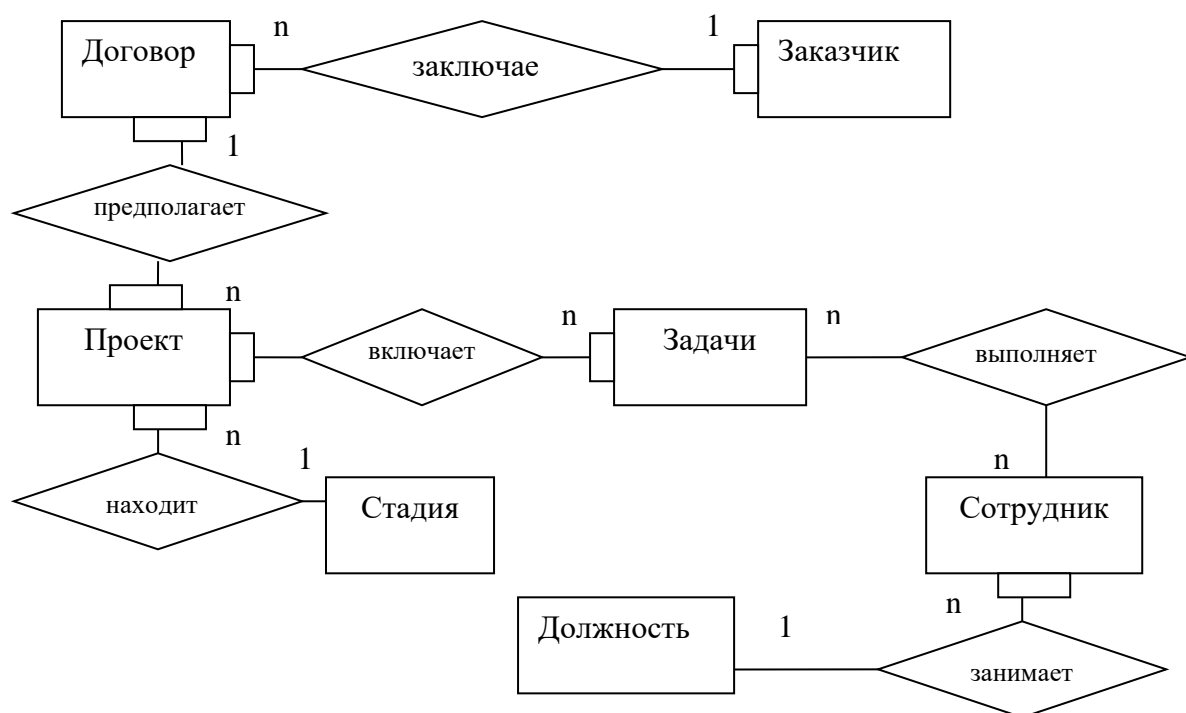 Договор
n
заключае
1
Заказчик
1
предполагает
n
Проект
включает
n
Задачи
n
выполняет
n
находит
1
Стадия
n
Сотрудник
Должность
1
n
занимает